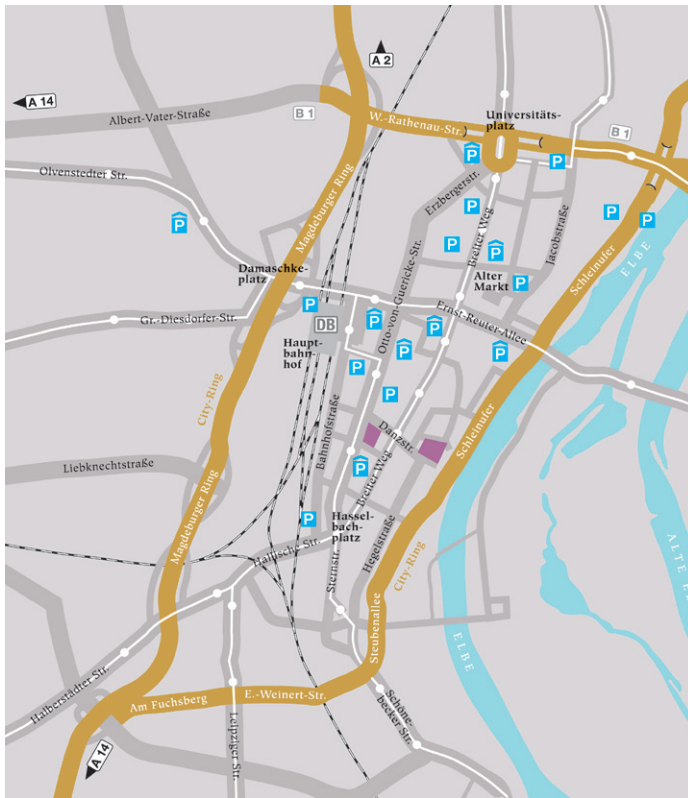 A 2
A 14
B 1
Albert-Vater-Straße
W.-Rathenau-Str.
Universitäts-
platz
B 1
P
P
Olvenstedter Str.
Magdeburger Ring
Erzbergerstr.
P
Breiter Weg
Jacobstraße
P
P
P
ELBE
P
P
Schleinufer
Damaschke-
platz
Otto-von-Guericke-Str.
Alter
Markt
P
P
Gr.-Diesdorfer-Str.
DB
P
P
Ernst-Reuter-Allee
Haupt-
bahn-
hof
P
P
P
P
City-Ring
Bahnhofstraße
Danzstr.
Schleinufer
Liebknechtstraße
P
Breiter Weg
Magdeburger Ring
P
Hassel-
bach-
platz
Hallische Str.
Sternstr.
Hegelstraße
City-Ring
ELBE
Steubenallee
Halberstädter Str.
Am Fuchsberg
E.-Weinert-Str.
Leipziger Str.
Schöne-
becker Str.
A 14